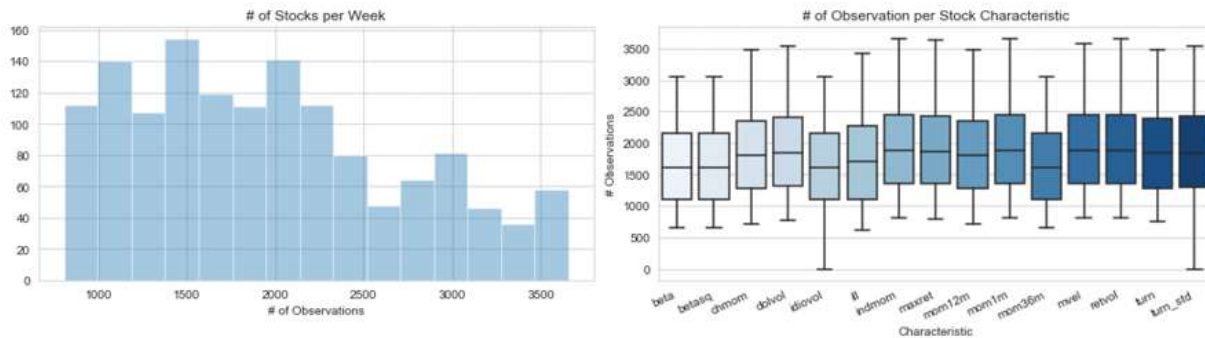 # of Stocks per Week
160
140
120
100
80
60
40
20
0
1000 1500 2000 2500 3000 3500
# of Observations
# of Observation per Stock Characteristic
# Observations
3500
3000
2500
2000
1500
1000
500
0
beta betasq chmom dolvol idiovol ill indmom maxret mom12m mom1m mom36m mvel retvol turn turn_std
Characteristic